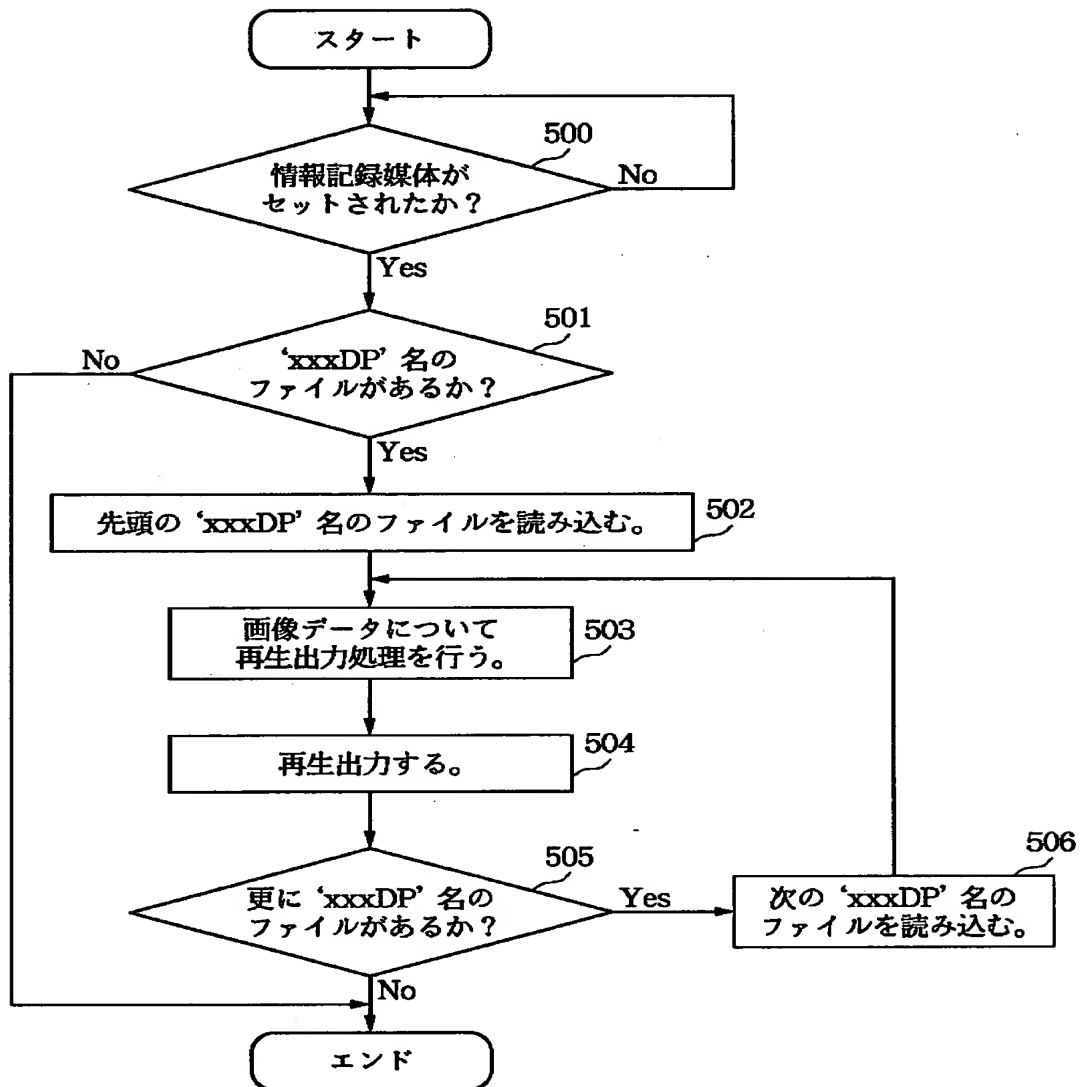 スタート
500
情報記録媒体が
セットされたか？
No
Yes
501
‘xxxDP’ 名の
ファイルがあるか？
No
Yes
502
先頭の ‘xxxDP’ 名のファイルを読み込む。
503
画像データについて
再生出力処理を行う。
504
再生出力する。
505
更に ‘xxxDP’ 名の
ファイルがあるか？
Yes
506
次の ‘xxxDP’ 名の
ファイルを読み込む。
No
エンド